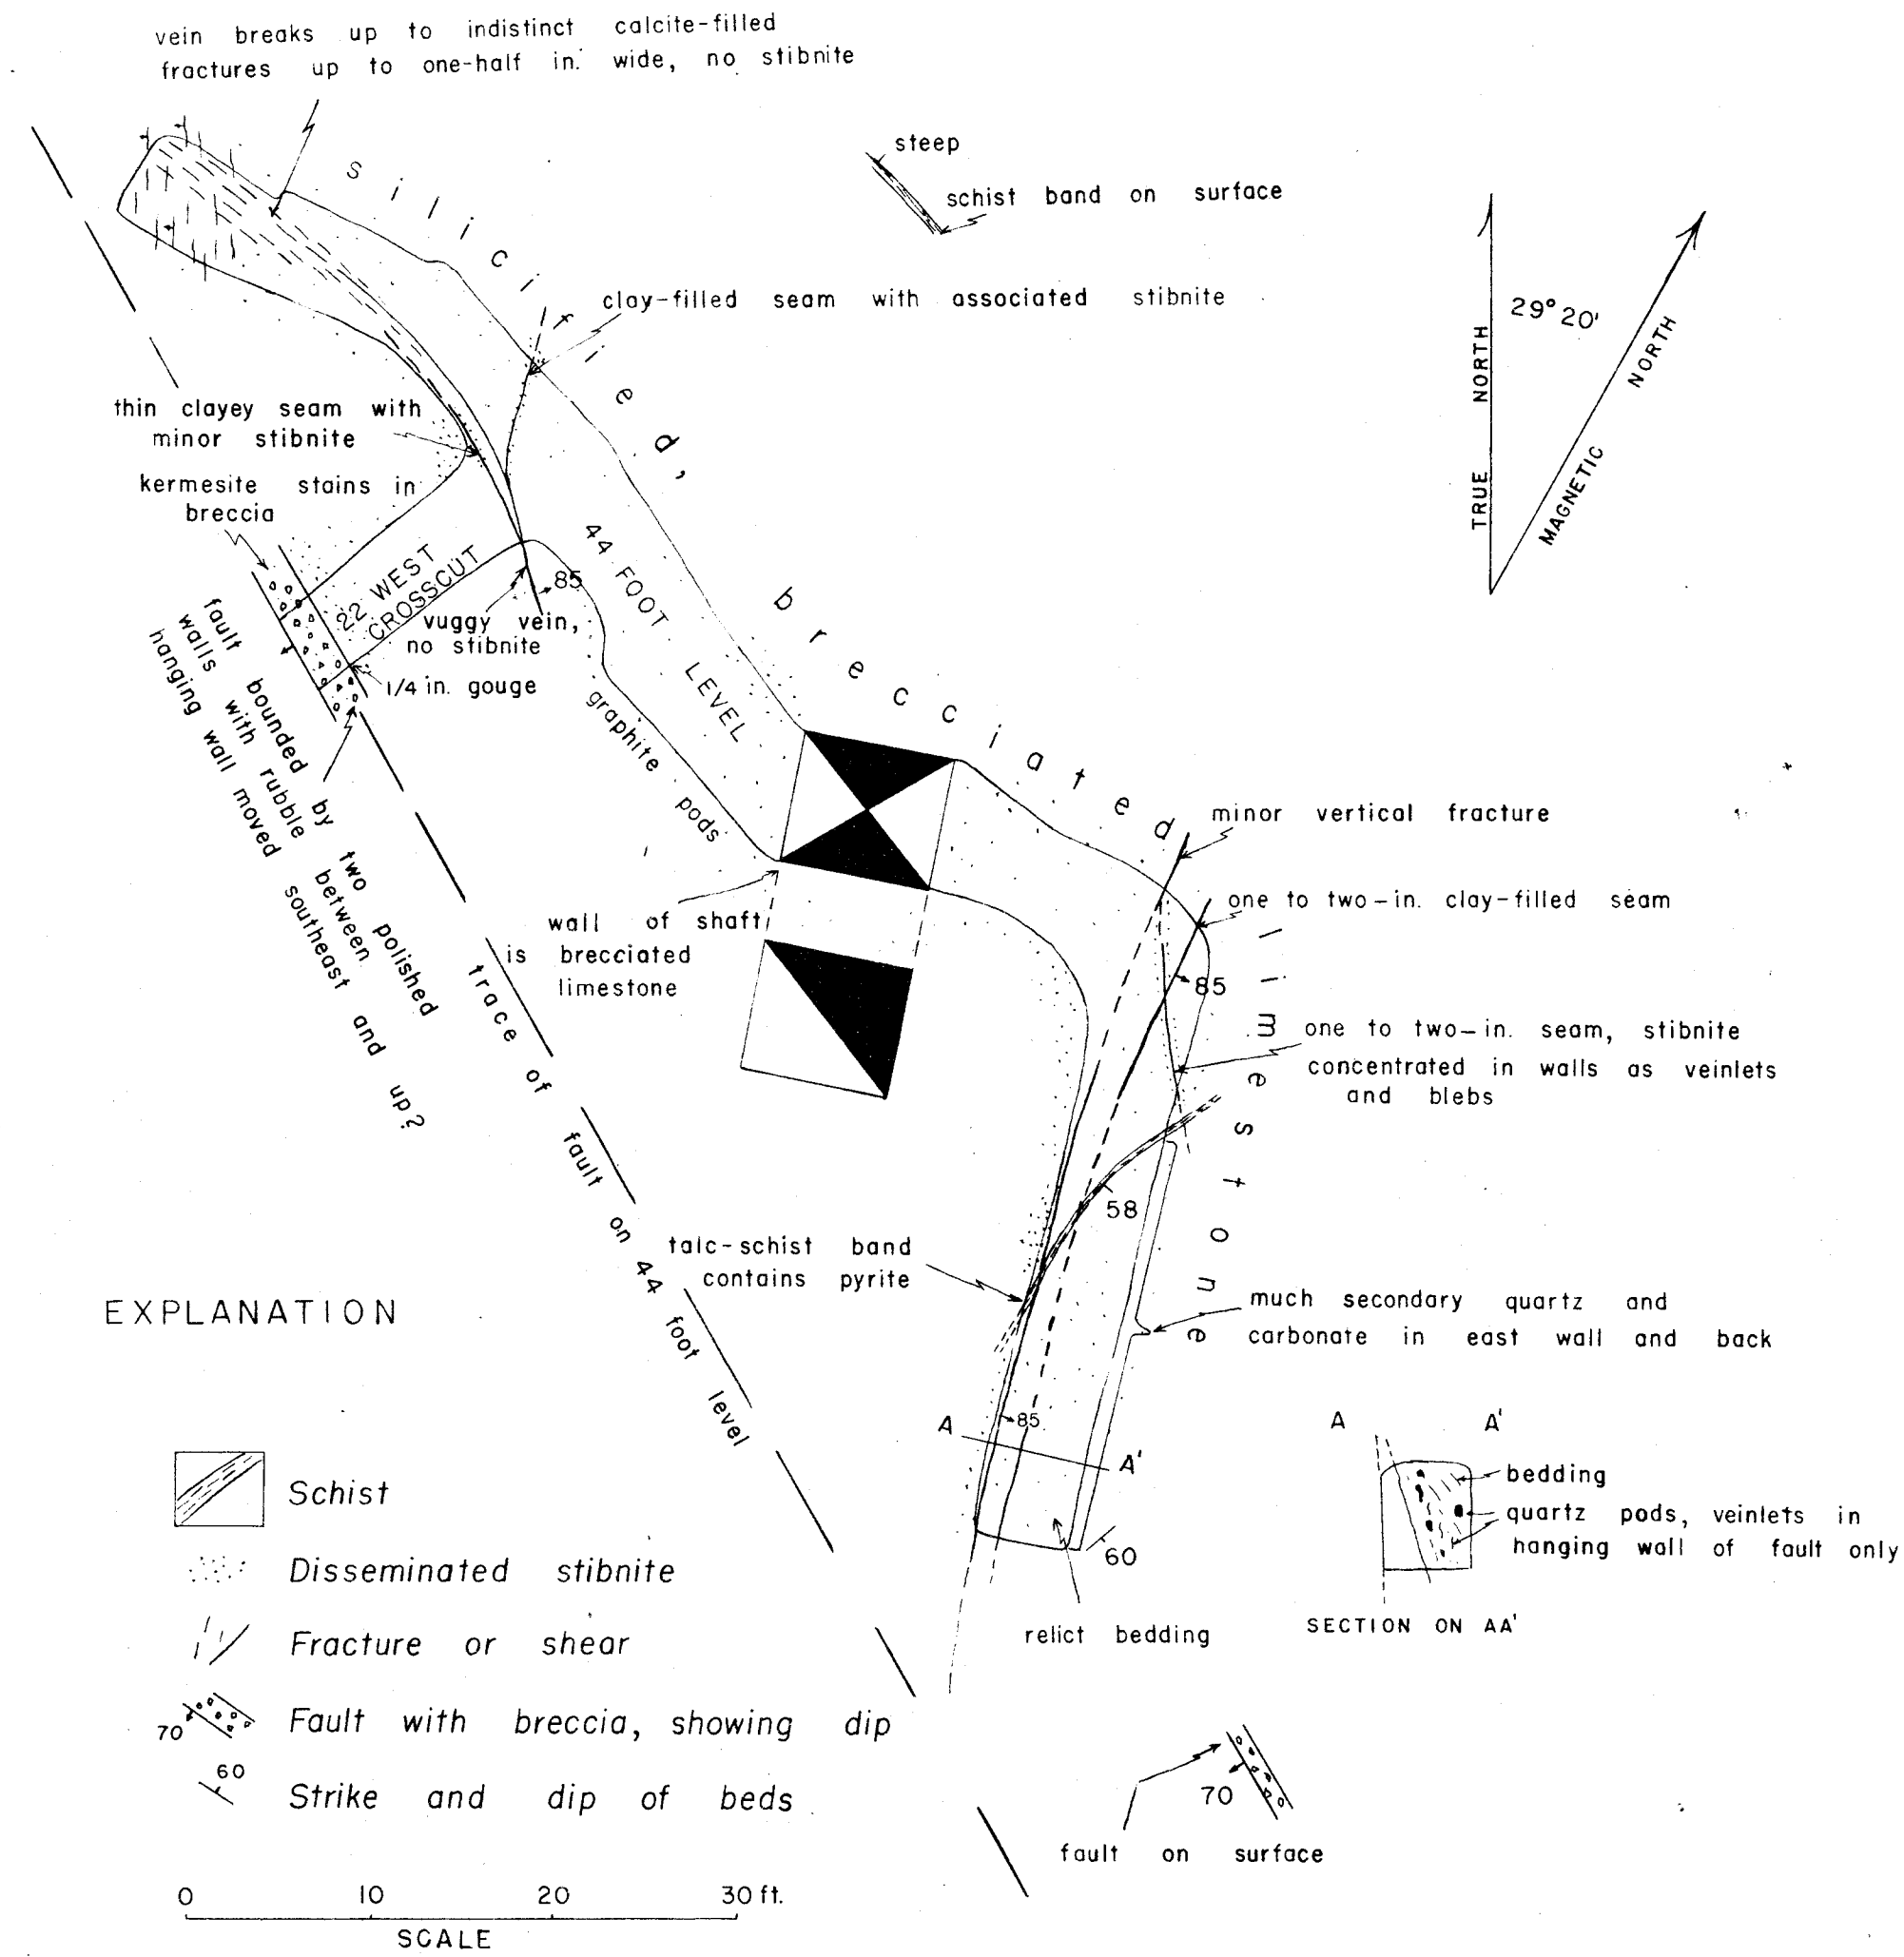 vein breaks up to indistinct calcite-filled
fractures up to one-half in. wide, no stibnite
steep
schist band on surface
silicified, brecciated limestone
clay-filled seam with associated stibnite
29° 20'
TRUE NORTH
MAGNETIC NORTH
thin clayey seam with
minor stibnite
kermesite stains in
breccia
22 WEST
CROSSCUT
44 FOOT LEVEL
85
vuggy vein,
no stibnite
1/4 in. gouge
graphite pods
fault bounded by two polished
walls with rubble between
hanging wall moved southeast and up?
minor vertical fracture
one to two-in. clay-filled seam
wall of shaft
is brecciated
limestone
85
one to two-in. seam, stibnite
concentrated in walls as veinlets
and blebs
trace of fault on 44 foot level
58
talc-schist band
contains pyrite
much secondary quartz and
carbonate in east wall and back
A
85
A'
60
relict bedding
A A'
bedding
quartz pods, veinlets in
hanging wall of fault only
SECTION ON AA'
EXPLANATION
Schist
Disseminated stibnite
Fracture or shear
70
Fault with breccia, showing dip
60
Strike and dip of beds
70
fault on surface
0 10 20 30 ft.
SCALE